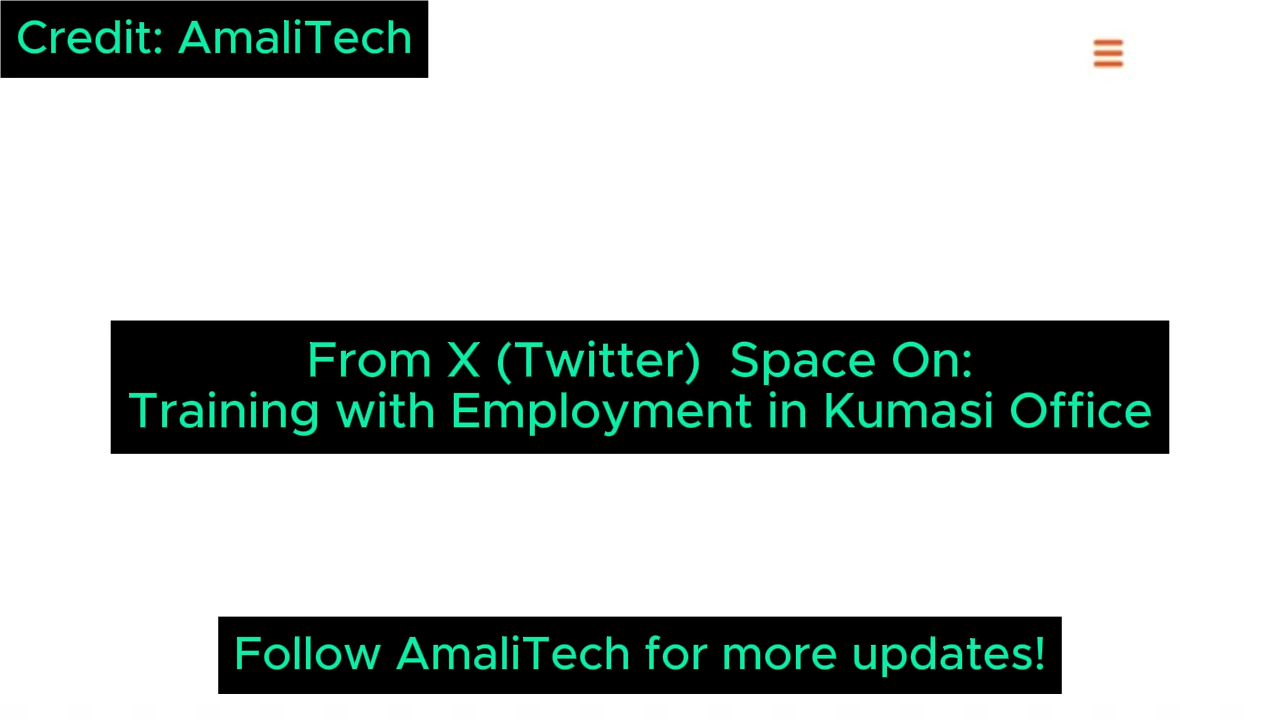 Credit: AmaliTech
From X (Twitter)  Space On:
Training with Employment in Kumasi Office
Follow AmaliTech for more updates!